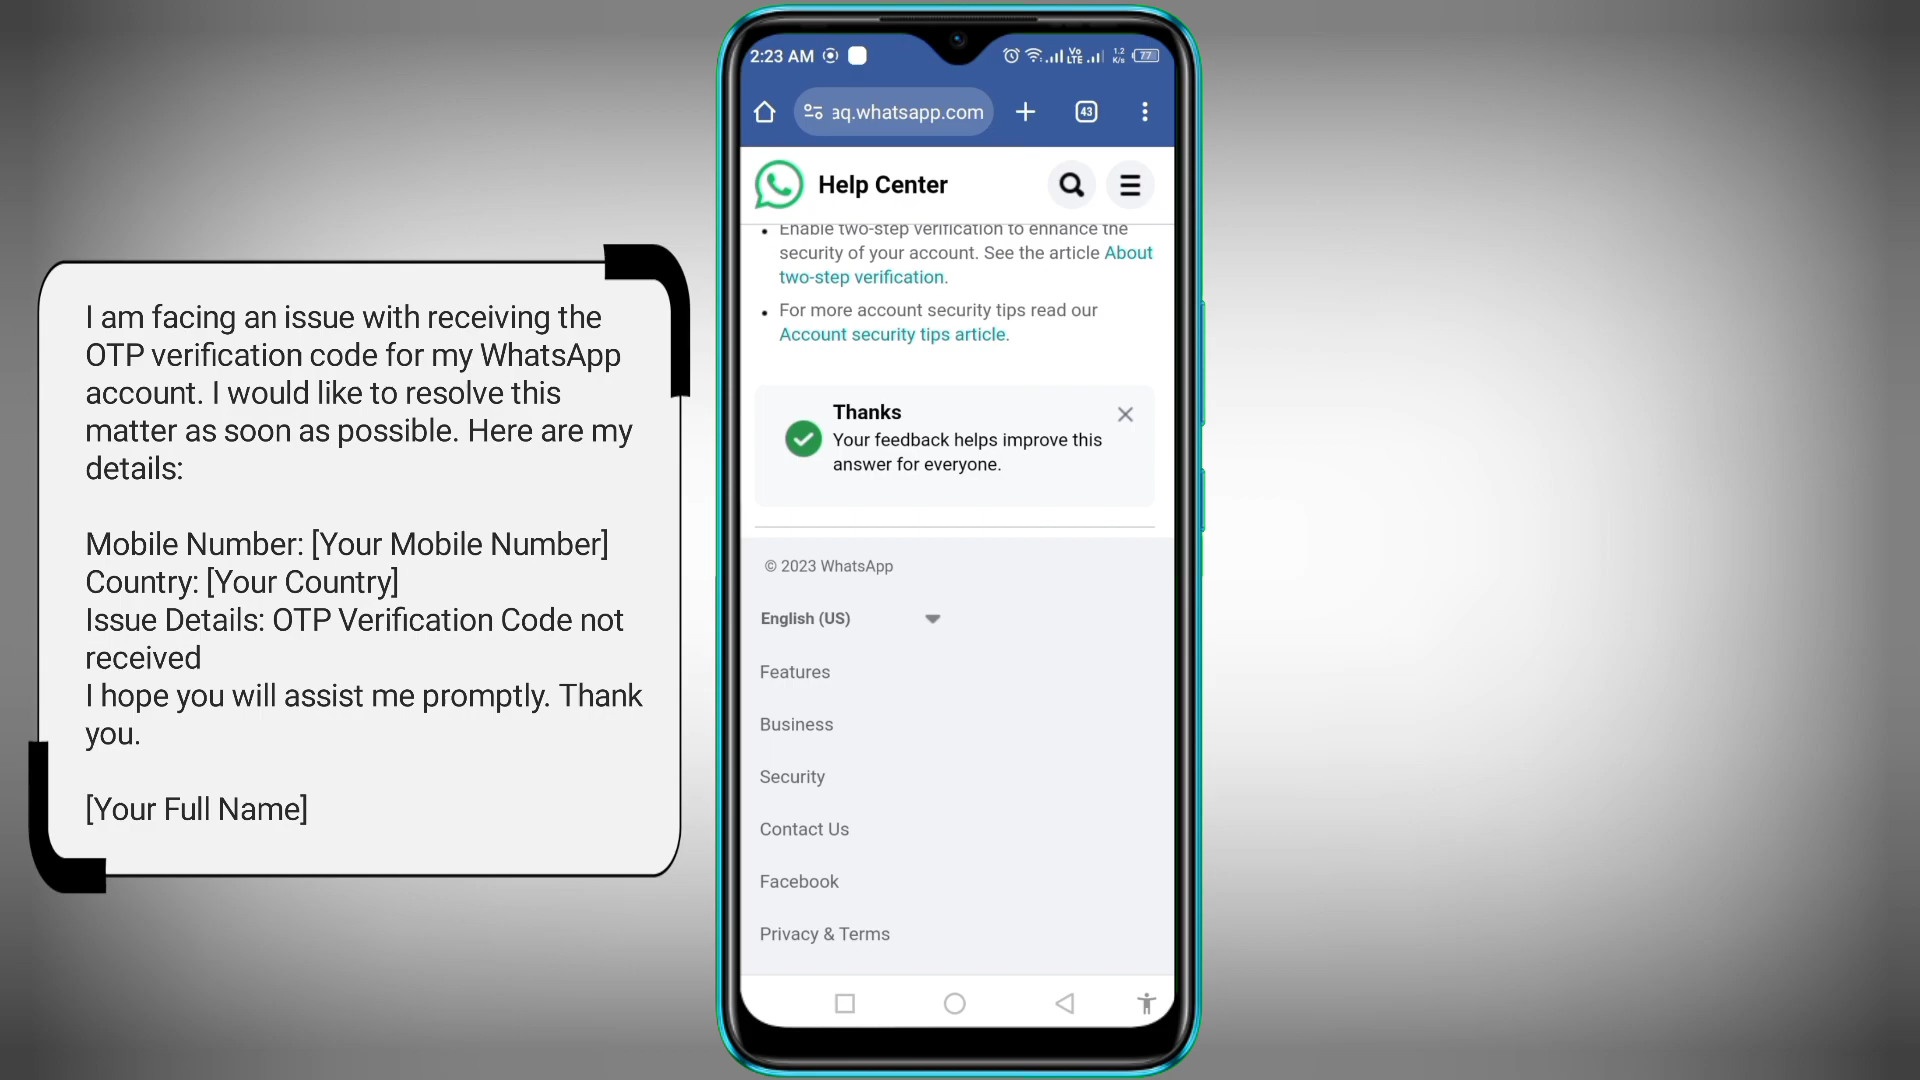 I am facing an issue with receiving the
OTP verification code for my WhatsApp
account. I would like to resolve this
matter as soon as possible. Here are my
details:
Mobile Number: [Your Mobile Number]
Country: [Your Country]
Issue Details: OTP Verification Code not
received
I hope you will assist me promptly. Thank
you.
[Your Full Name]
2:23 AM Vo LTE 1.2 K/s 77
aq.whatsapp.com 43
Help Center
Enable two-step verification to enhance the
security of your account. See the article About
two-step verification.
For more account security tips read our
Account security tips article.
Thanks
Your feedback helps improve this
answer for everyone.
© 2023 WhatsApp
English (US)
Features
Business
Security
Contact Us
Facebook
Privacy & Terms